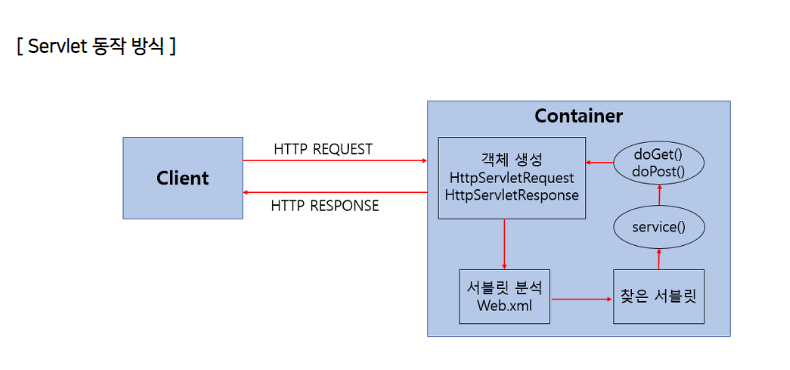 [ Servlet 동작 방식 ]
Client
HTTP REQUEST
HTTP RESPONSE
Container
객체 생성
HttpServletRequest
HttpServletResponse
doGet()
doPost()
service()
서블릿 분석
Web.xml
찾은 서블릿